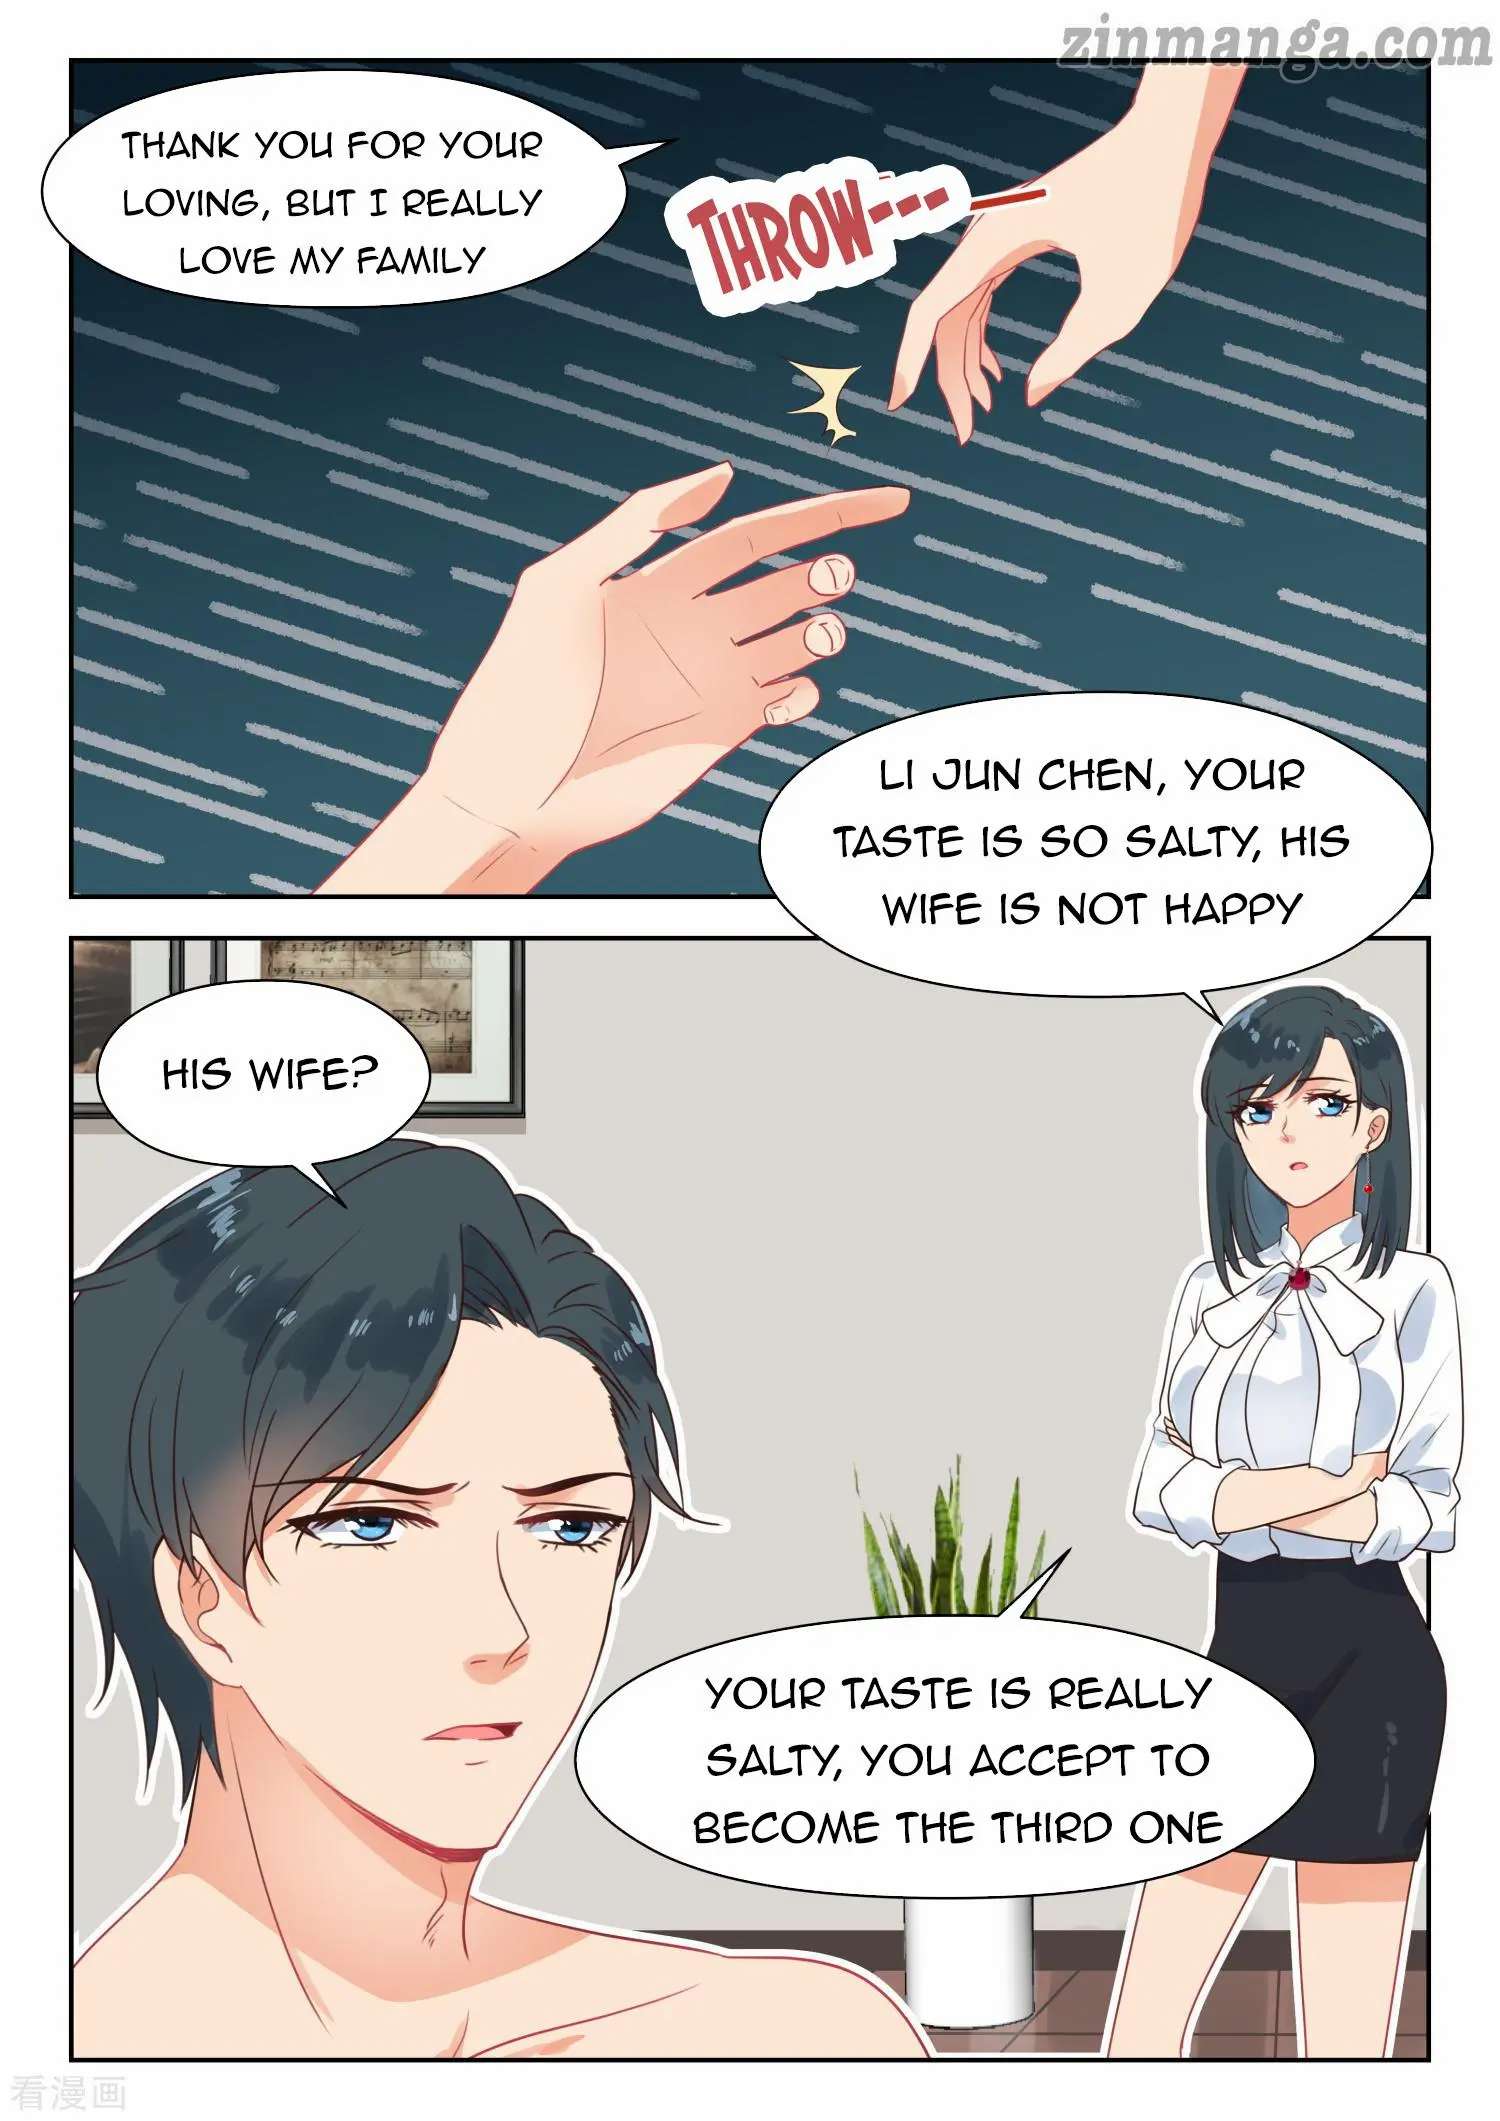 zinmanga.com
THANK YOU FOR YOUR
LOVING, BUT I REALLY
LOVE MY FAMILY
THROW---
LI JUN CHEN, YOUR
TASTE IS SO SALTY, HIS
WIFE IS NOT HAPPY
HIS WIFE?
YOUR TASTE IS REALLY
SALTY, YOU ACCEPT TO
BECOME THE THIRD ONE
看漫画